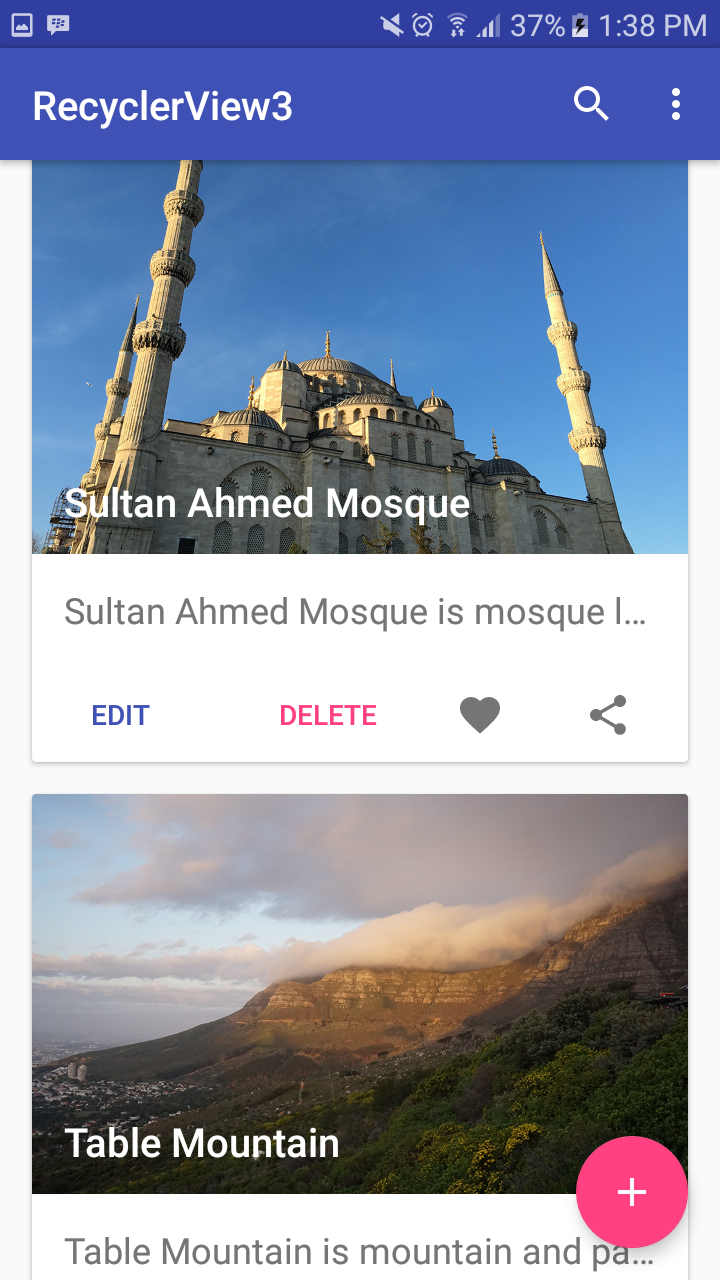 37% 1:38 PM
RecyclerView3
Sultan Ahmed Mosque
Sultan Ahmed Mosque is mosque l...
EDIT DELETE
Table Mountain
Table Mountain is mountain and pa...